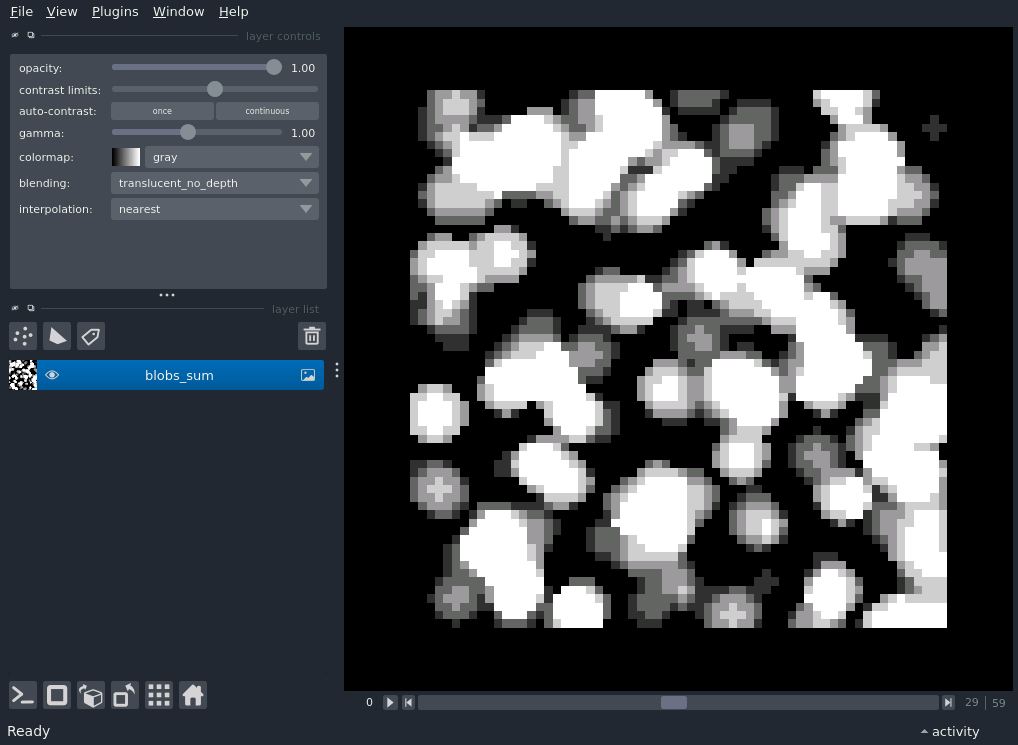 File View Plugins Window Help
layer controls
opacity: 1.00
contrast limits:
auto-contrast: once continuous
gamma: 1.00
colormap: gray
blending: translucent_no_depth
interpolation: nearest
layer list
blobs_sum
0 29 59
Ready activity